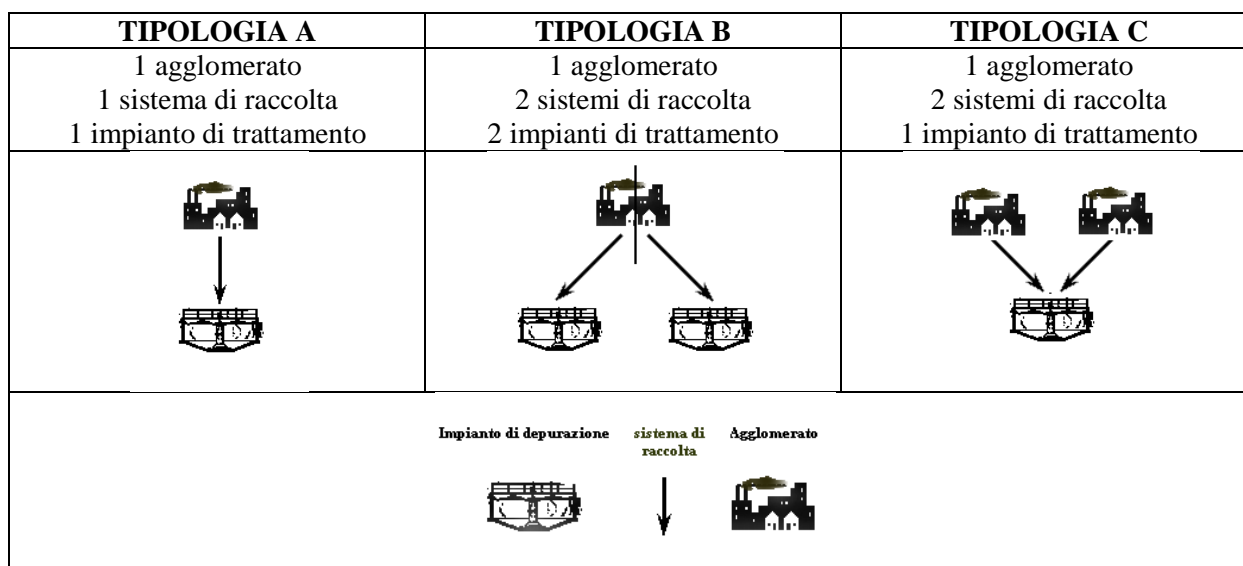 TIPOLOGIA A
TIPOLOGIA B
TIPOLOGIA C
1 agglomerato
1 sistema di raccolta
1 impianto di trattamento
1 agglomerato
2 sistemi di raccolta
2 impianti di trattamento
1 agglomerato
2 sistemi di raccolta
1 impianto di trattamento
Impianto di depurazione
sistema di
raccolta
Agglomerato